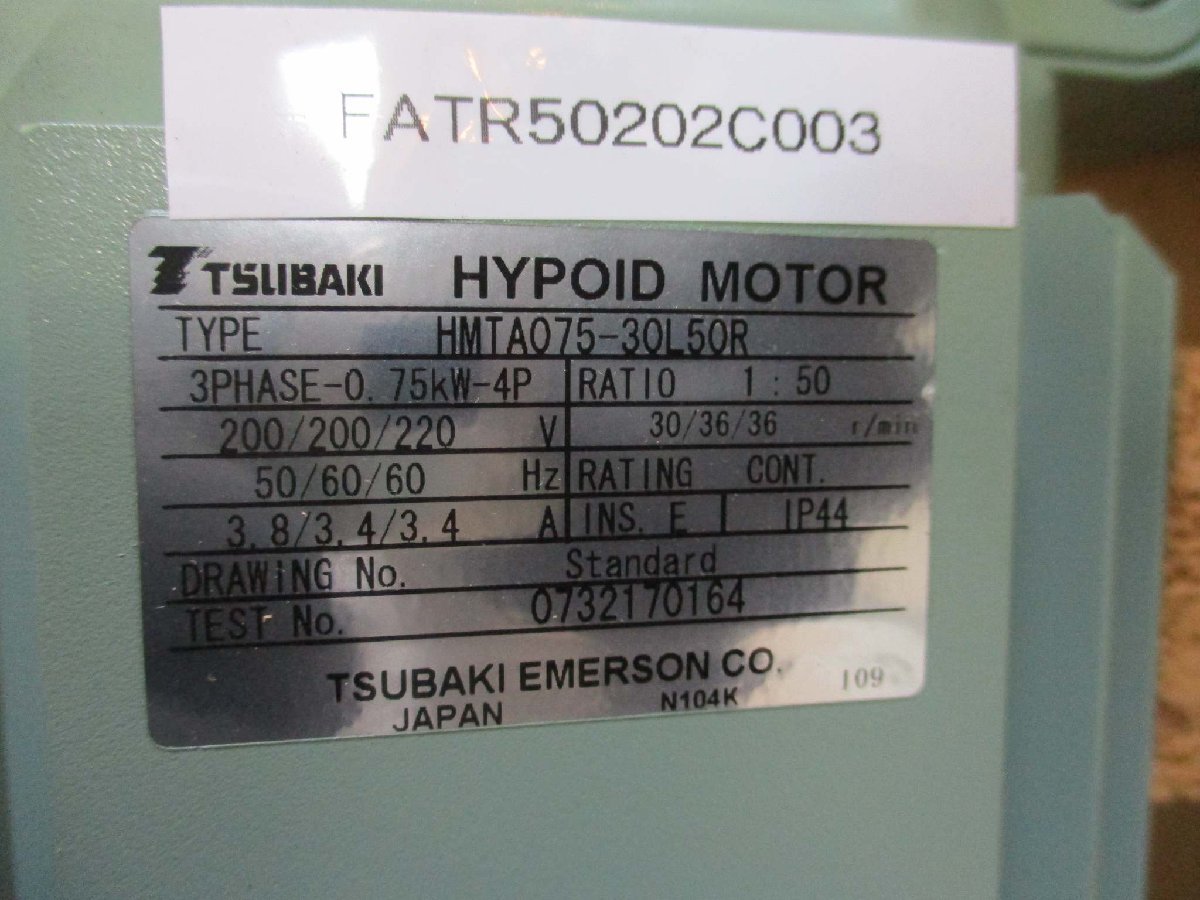 FATR50202C003
TSUBAKI HYPOID MOTOR
TYPE HMTA075-30L50R
3PHASE-0.75kW-4P RATIO 1:50
200/200/220 V 30/36/36 r/min
50/60/60 Hz RATING CONT.
3.8/3.4/3.4 A INS. E IP44
DRAWING No. Standard
TEST No. 0732170164
TSUBAKI EMERSON CO.
JAPAN N104K 109